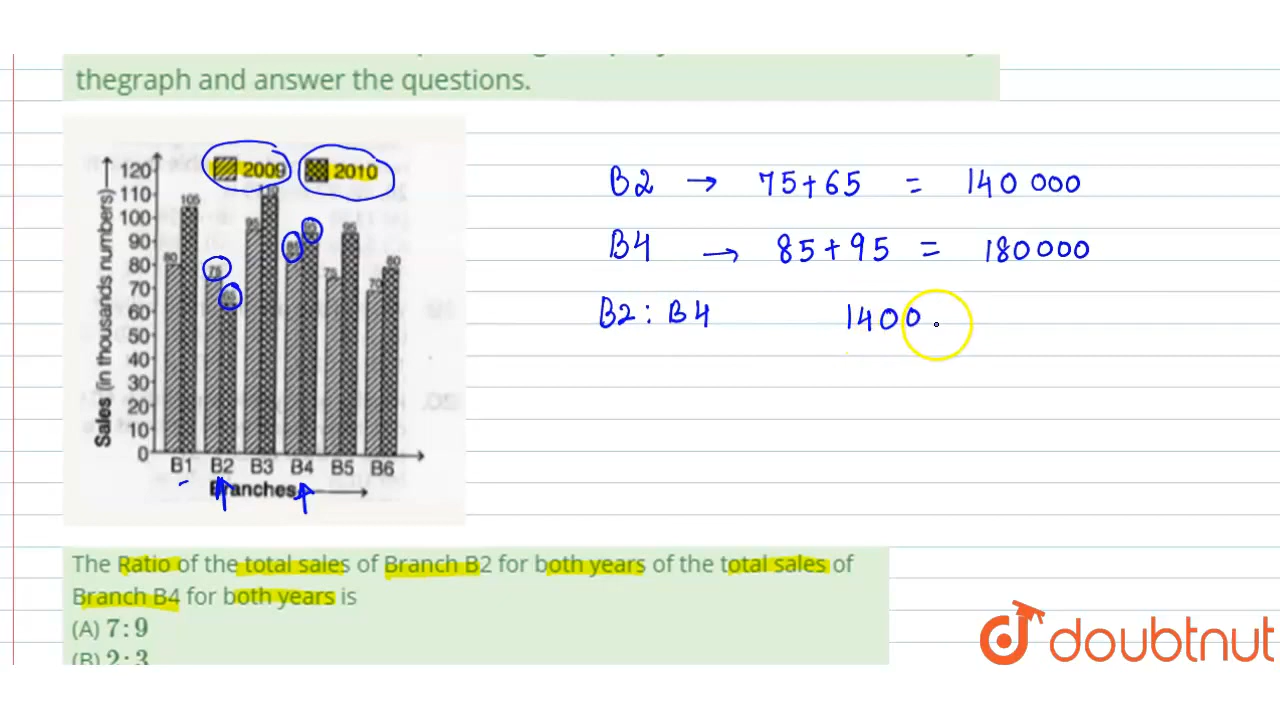 thegraph and answer the questions.
2009 2010
Sales (in thousands numbers)
120
110
100
90
80
70
60
50
40
30
20
10
0
80 105
75 65
95 110
85 95
75 95
70 80
B1 B2 B3 B4 B5 B6
Branches
B2 → 75+65 = 140 000
B4 → 85+95 = 180000
B2 : B4 1400
The Ratio of the total sales of Branch B2 for both years of the total sales of
Branch B4 for both years is
(A) 7 : 9
(B) 2 : 3
doubtnut